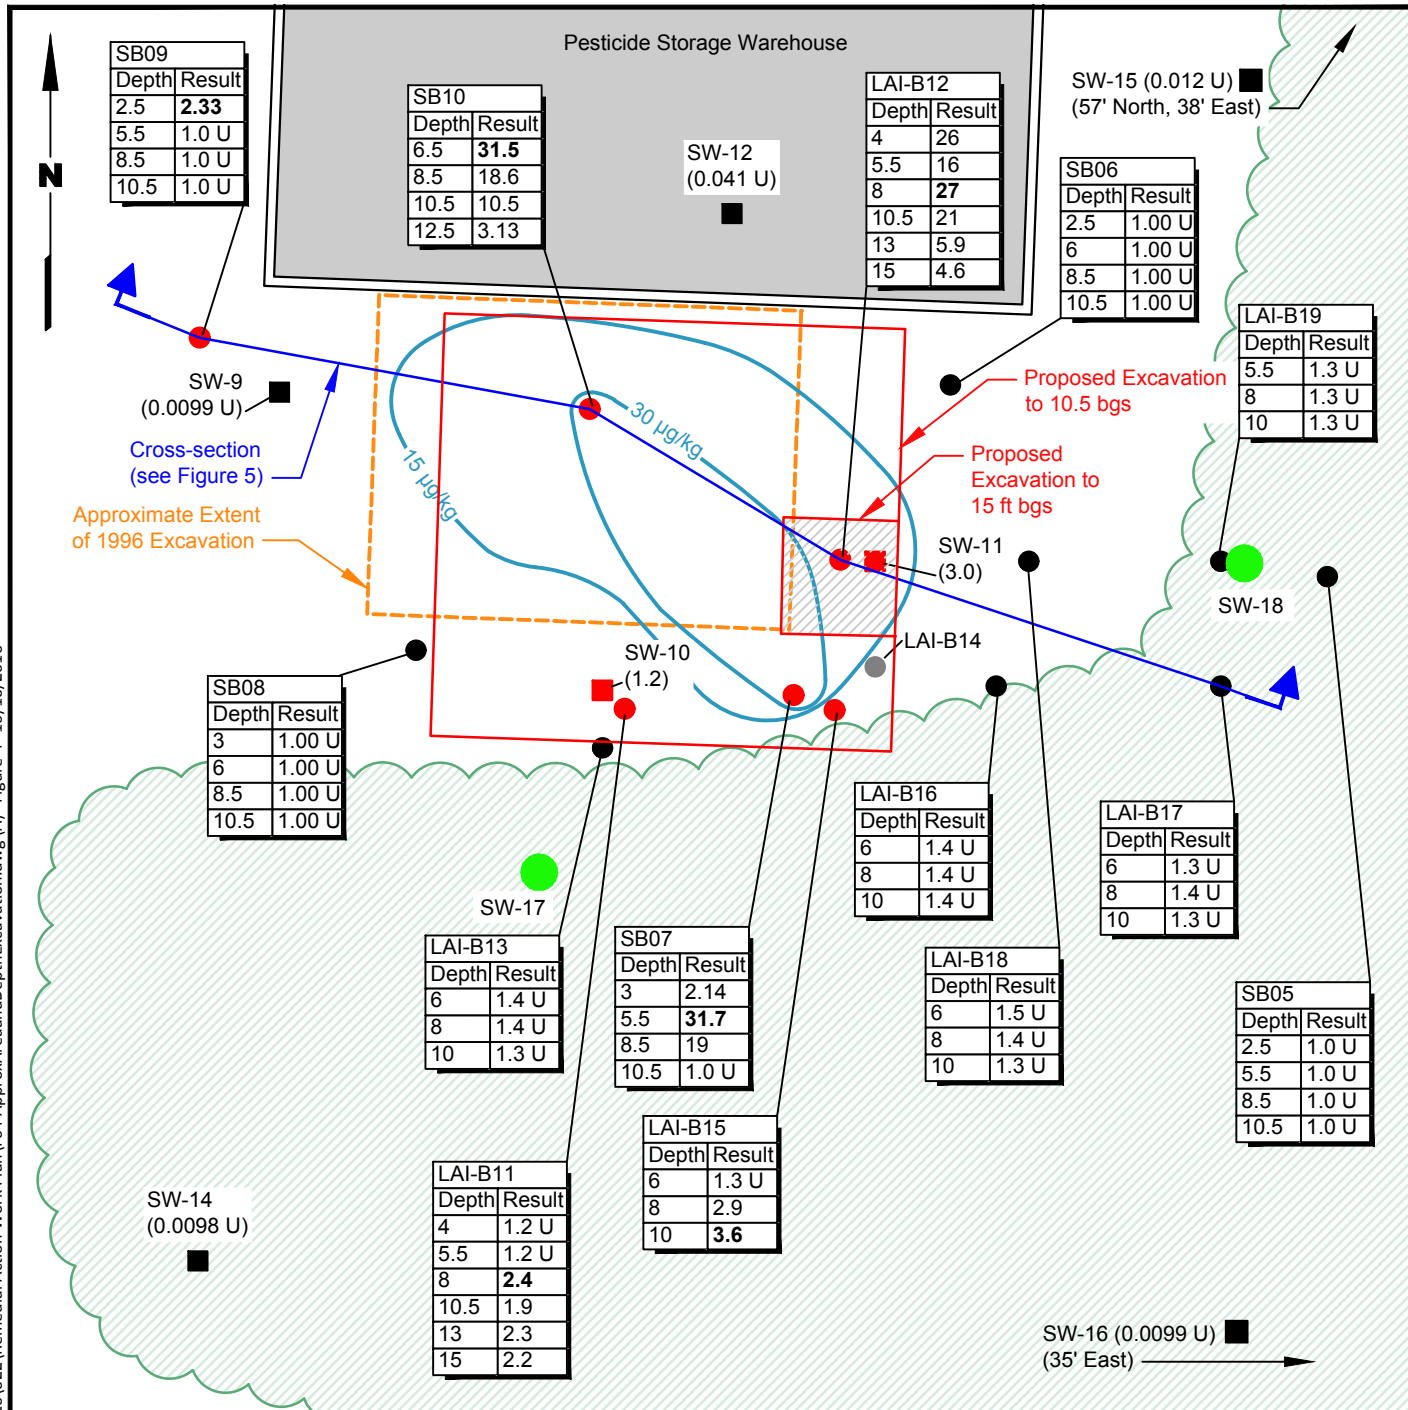 Pesticide Storage Warehouse
N
SB09
Depth Result
2.5 2.33
5.5 1.0 U
8.5 1.0 U
10.5 1.0 U
SB10
Depth Result
6.5 31.5
8.5 18.6
10.5 10.5
12.5 3.13
SW-12
(0.041 U)
LAI-B12
Depth Result
4 26
5.5 16
8 27
10.5 21
13 5.9
15 4.6
SW-15 (0.012 U)
(57' North, 38' East)
SB06
Depth Result
2.5 1.00 U
6 1.00 U
8.5 1.00 U
10.5 1.00 U
LAI-B19
Depth Result
5.5 1.3 U
8 1.3 U
10 1.3 U
SW-9
(0.0099 U)
Cross-section
(see Figure 5)
Approximate Extent
of 1996 Excavation
15 µg/kg
30 µg/kg
Proposed Excavation
to 10.5 bgs
Proposed
Excavation to
15 ft bgs
SW-11
(3.0)
SW-18
LAI-B14
SW-10
(1.2)
SB08
Depth Result
3 1.00 U
6 1.00 U
8.5 1.00 U
10.5 1.00 U
LAI-B16
Depth Result
6 1.4 U
8 1.4 U
10 1.4 U
LAI-B17
Depth Result
6 1.3 U
8 1.4 U
10 1.3 U
SW-17
LAI-B13
Depth Result
6 1.4 U
8 1.4 U
10 1.3 U
SB07
Depth Result
3 2.14
5.5 31.7
8.5 19
10.5 1.0 U
LAI-B18
Depth Result
6 1.5 U
8 1.4 U
10 1.3 U
SB05
Depth Result
2.5 1.0 U
5.5 1.0 U
8.5 1.0 U
10.5 1.0 U
LAI-B15
Depth Result
6 1.3 U
8 2.9
10 3.6
LAI-B11
Depth Result
4 1.2 U
5.5 1.2 U
8 2.4
10.5 1.9
13 2.3
15 2.2
SW-14
(0.0098 U)
SW-16 (0.0099 U)
(35' East)